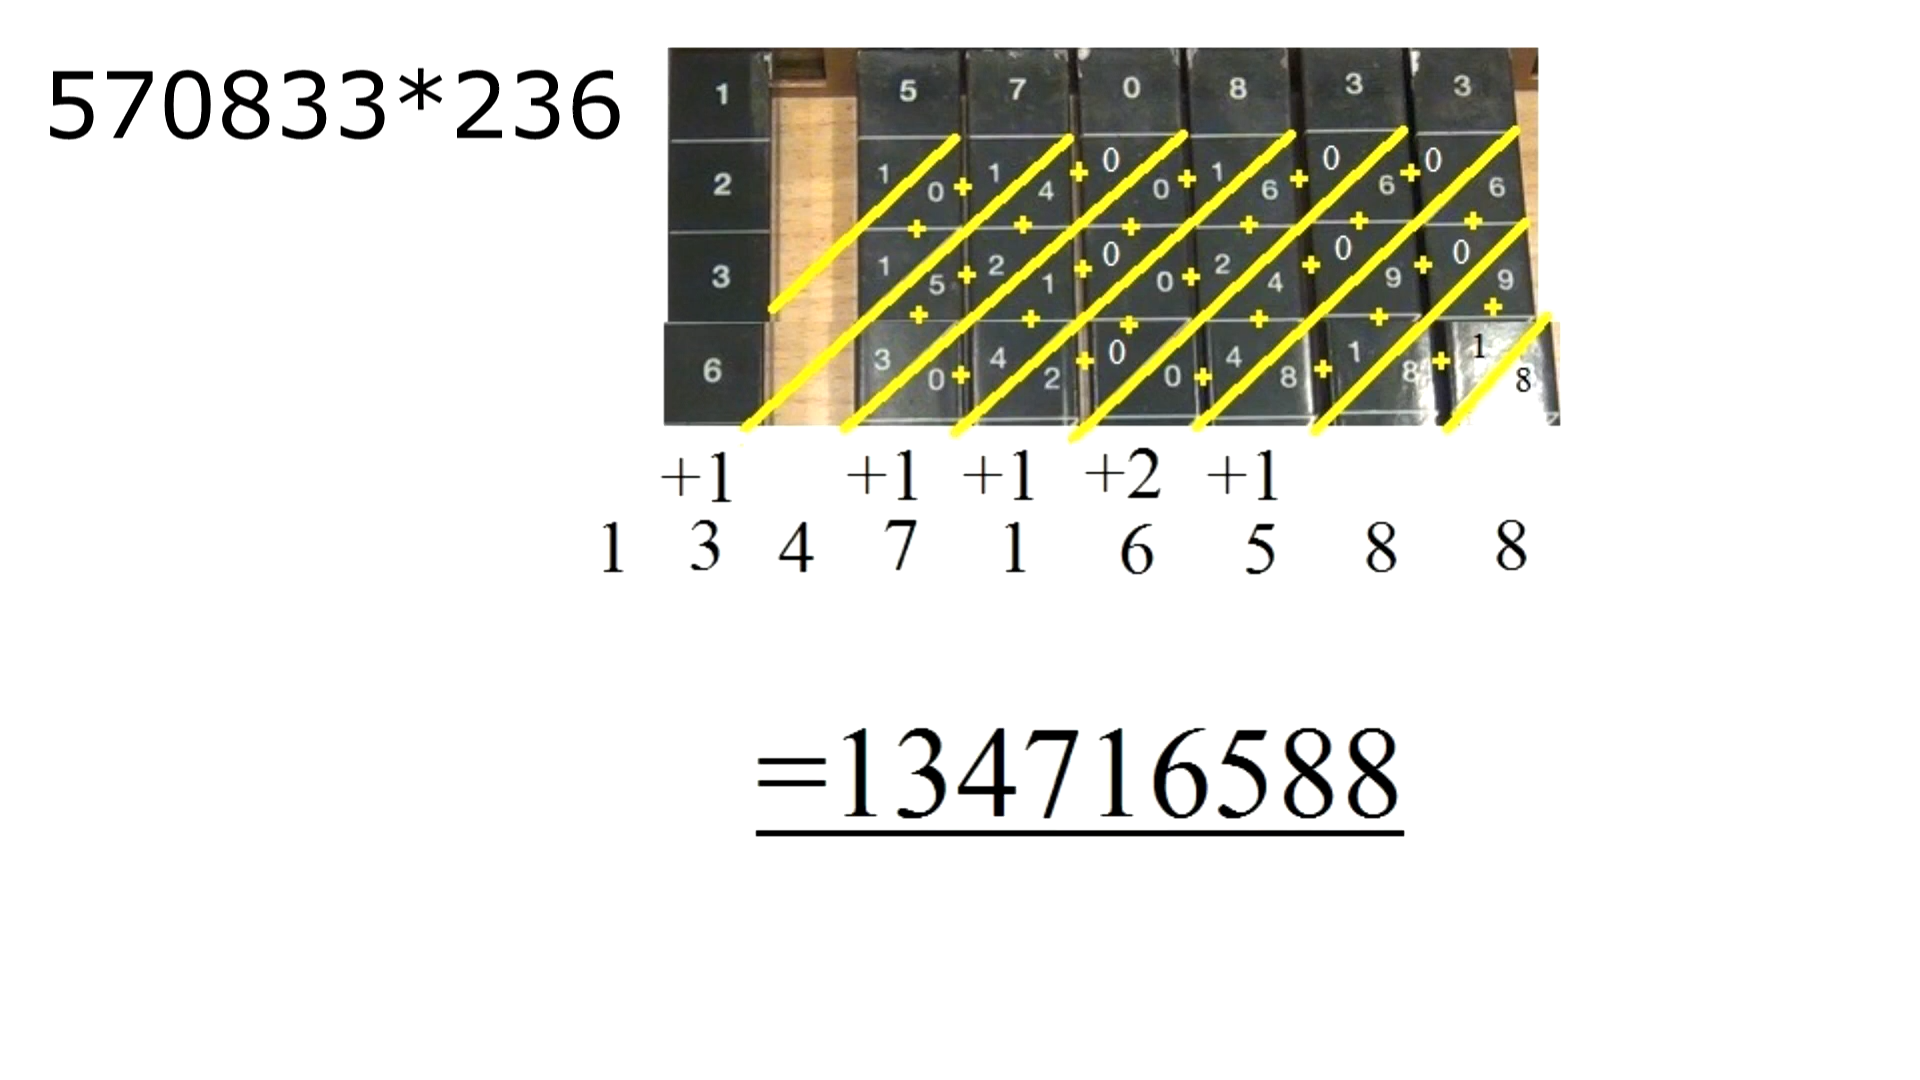 570833*236
1 5 7 0 8 3 3
2 1 0 + 1 4 + 0 0 + 1 6 + 0 6 + 0 6
+ + + + + +
3 1 5 + 2 1 + 0 0 + 2 4 + 0 9 + 0 9
+ + + + + +
6 3 0 + 4 2 + 0 0 + 4 8 + 1 8 + 1 8
+1 +1 +1 +2 +1
1 3 4 7 1 6 5 8 8
=134716588